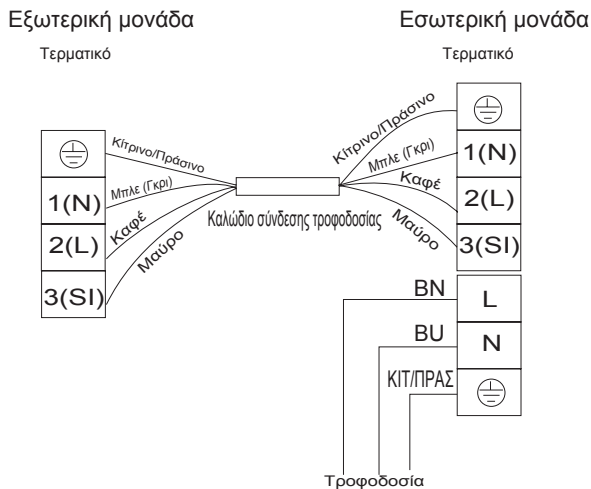 Εξωτερική μονάδα
Τερματικό
Κίτρινο/Πράσινο
1(N)
Μπλε (Γκρι)
2(L)
Καφέ
3(SI)
Μαύρο
Καλώδιο σύνδεσης τροφοδοσίας
Εσωτερική μονάδα
Τερματικό
Κίτρινο/Πράσινο
Μπλε (Γκρι)
1(N)
Καφέ
2(L)
Μαύρο
3(SI)
BN
L
BU
N
ΚΙΤ/ΠΡΑΣ
Τροφοδοσία